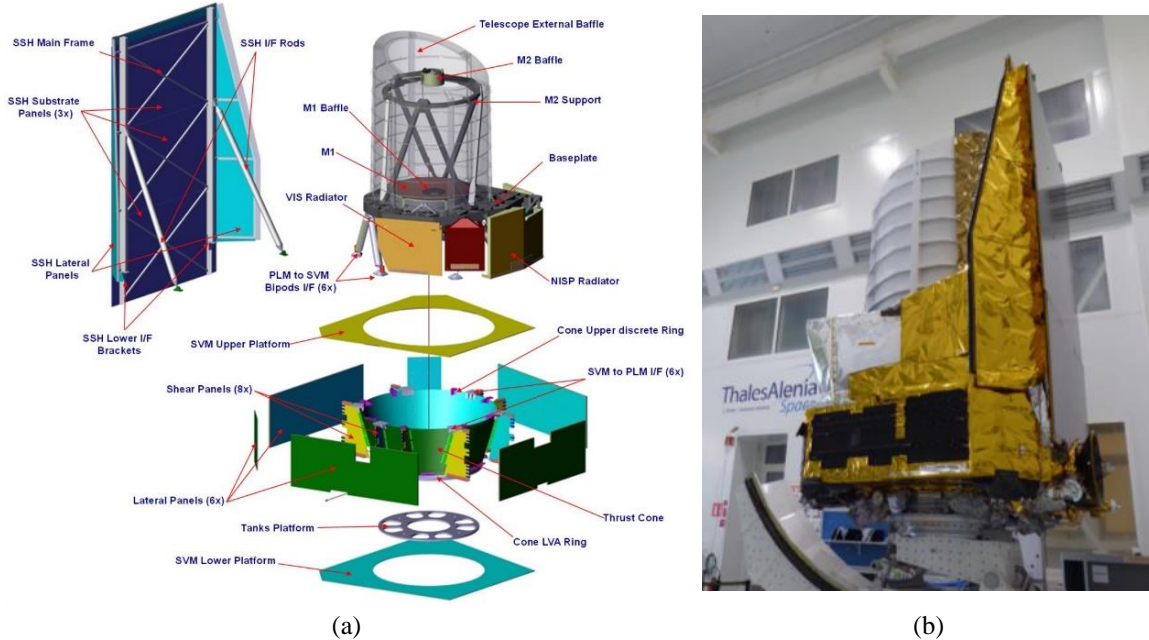 Telescope External Baffle
SSH Main Frame
SSH I/F Rods
M2 Baffle
SSH Substrate
Panels (3x)
M1 Baffle
M2 Support
M1
Baseplate
VIS Radiator
SSH Lateral
Panels
PLM to SVM
Bipods I/F (6x)
NISP Radiator
SSH Lower I/F
Brackets
SVM Upper Platform
Cone Upper discrete Ring
Shear Panels (8x)
SVM to PLM I/F (6x)
Lateral Panels (6x)
Thrust Cone
Tanks Platform
Cone LVA Ring
SVM Lower Platform
ThalesAlenia
Space
(a)
(b)